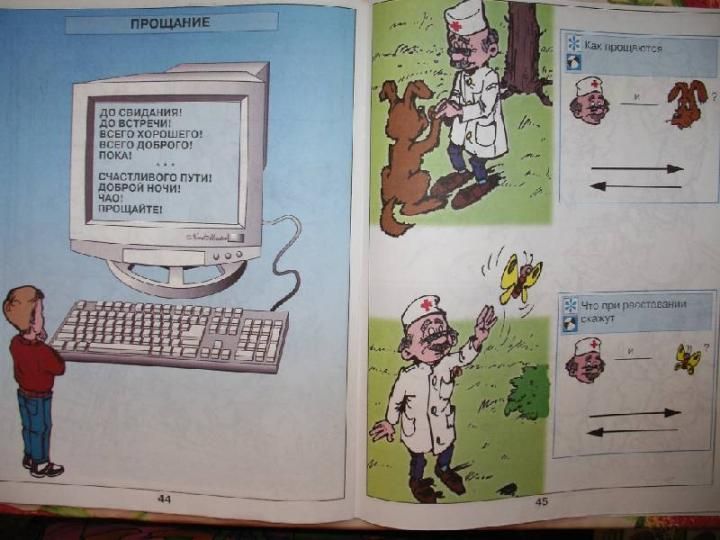 ПРОЩАНИЕ
ДО СВИДАНИЯ!
ДО ВСТРЕЧИ!
ВСЕГО ХОРОШЕГО!
ВСЕГО ДОБРОГО!
ПОКА!
* * *
СЧАСТЛИВОГО ПУТИ!
ДОБРОЙ НОЧИ!
ЧАО!
ПРОЩАЙТЕ!
44
Как прощаются
и ?
Что при расставании
скажут
и ?
45